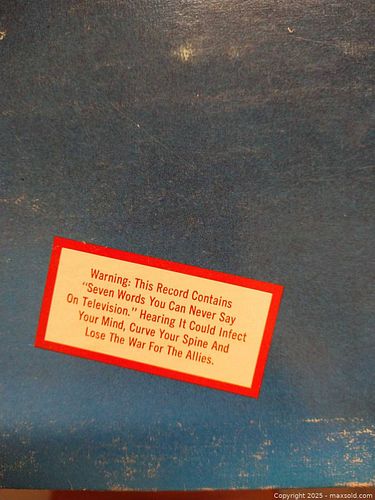 Warning: This Record Contains
"Seven Words You Can Never Say
On Television." Hearing It Could Infect
Your Mind, Curve Your Spine And
Lose The War For The Allies.
Copyright 2025 - maxsold.com